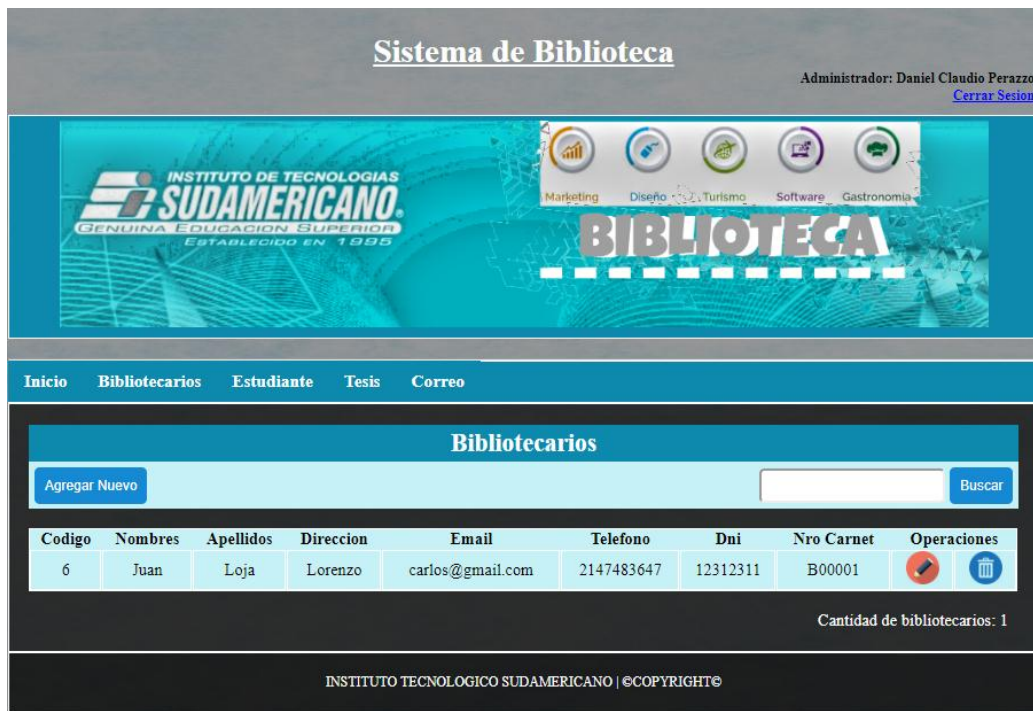 Sistema de Biblioteca
Administrador: Daniel Claudio Perazzo
Cerrar Sesion
INSTITUTO DE TECNOLOGIAS
SUDAMERICANO.
GENUINA EDUCACION SUPERIOR
ESTABLECIDO EN 1995
Marketing Diseño Turismo Software Gastronomia
BIBLIOTECA
Inicio Bibliotecarios Estudiante Tesis Correo
Bibliotecarios
Agregar Nuevo Buscar
Codigo Nombres Apellidos Direccion Email Telefono Dni Nro Carnet Operaciones
6 Juan Loja Lorenzo carlos@gmail.com 2147483647 12312311 B00001
Cantidad de bibliotecarios: 1
INSTITUTO TECNOLOGICO SUDAMERICANO | ©COPYRIGHT©